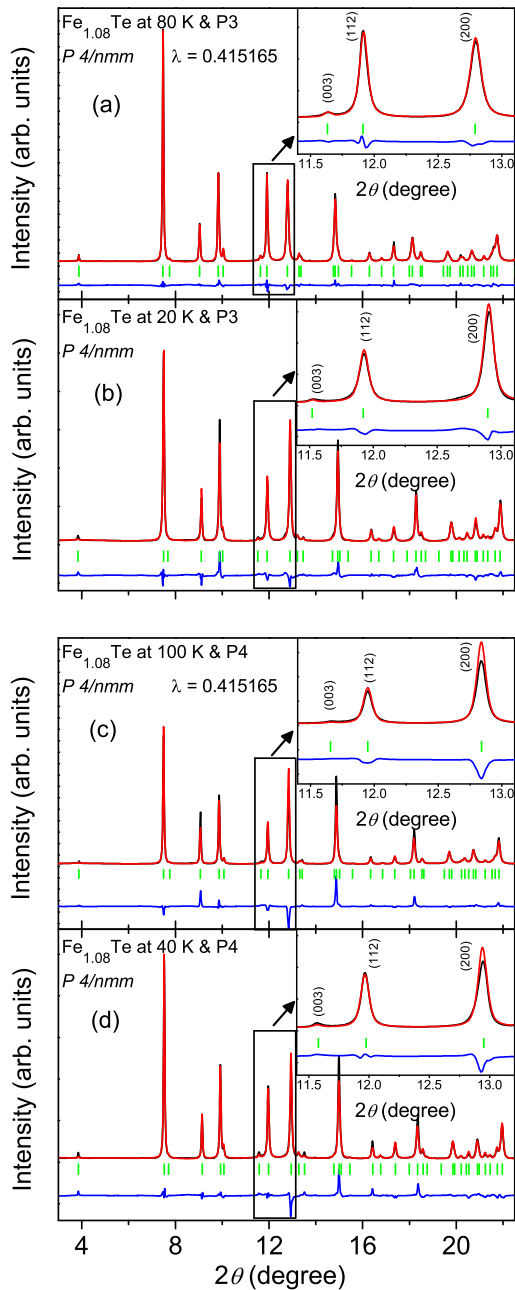 Fe1.08Te at 80 K & P3
P 4/nmm λ = 0.415165
(a)
Intensity (arb. units)
(003)
(112)
(200)
11.5 12.0 12.5 13.0
2θ (degree)
Fe1.08Te at 20 K & P3
P 4/nmm
(b)
Intensity (arb. units)
(003)
(112)
(200)
11.5 12.0 12.5 13.0
2θ (degree)
Fe1.08Te at 100 K & P4
P 4/nmm λ = 0.415165
(c)
Intensity (arb. units)
(003)
(112)
(200)
11.5 12.0 12.5 13.0
2θ (degree)
Fe1.08Te at 40 K & P4
P 4/nmm
(d)
Intensity (arb. units)
(003)
(112)
(200)
11.5 12.0 12.5 13.0
2θ (degree)
4 8 12 16 20
2θ (degree)